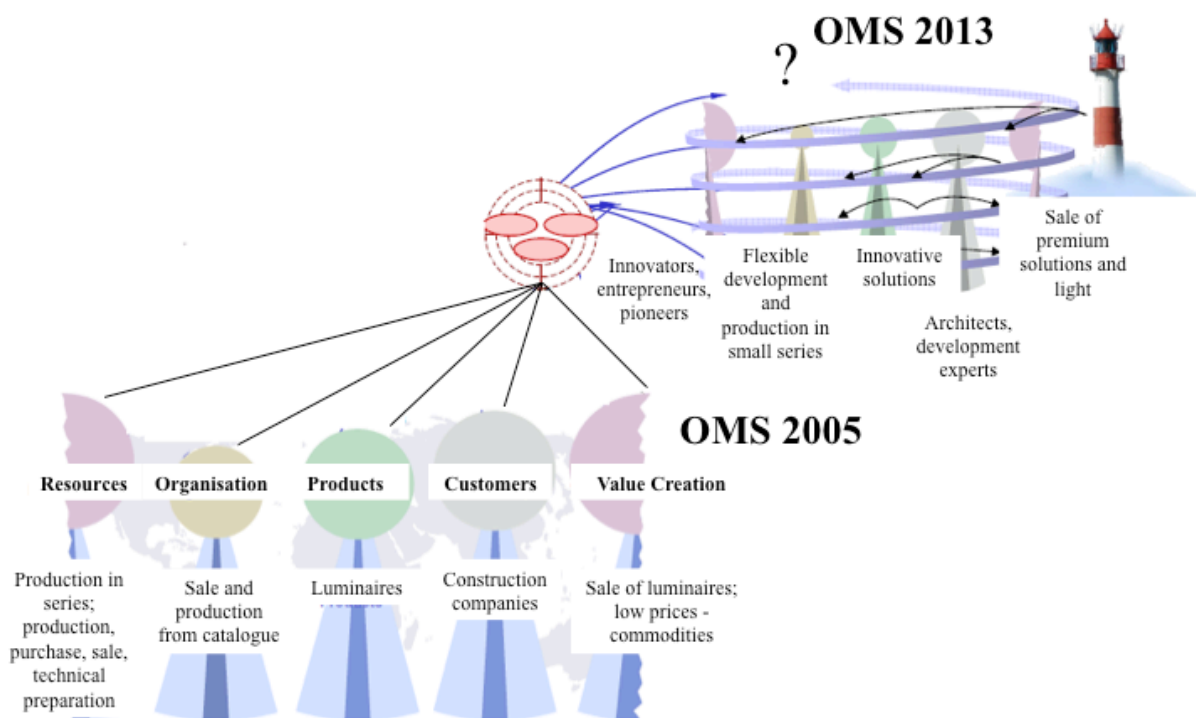 OMS 2013
?
Innovators,
entrepreneurs,
pioneers
Flexible
development
and
production in
small series
Innovative
solutions
Architects,
development
experts
Sale of
premium
solutions and
light
OMS 2005
Resources
Organisation
Products
Customers
Value Creation
Production in
series;
production,
purchase, sale,
technical
preparation
Sale and
production
from catalogue
Luminaires
Construction
companies
Sale of luminaires;
low prices -
commodities